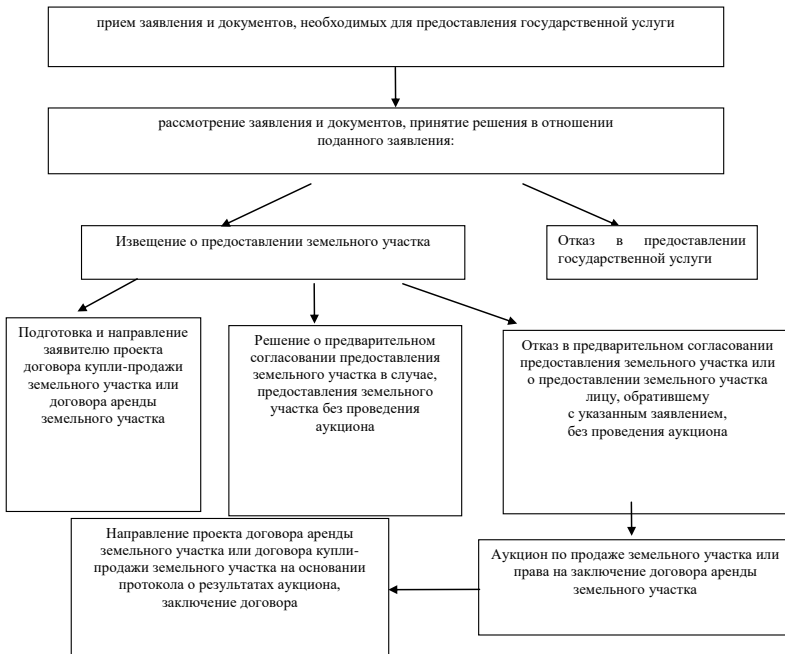 прием заявления и документов, необходимых для предоставления государственной услуги
рассмотрение заявления и документов, принятие решения в отношении
поданного заявления:
Извещение о предоставлении земельного участка
Отказ в предоставлении
государственной услуги
Подготовка и направление
заявителю проекта
договора купли-продажи
земельного участка или
договора аренды
земельного участка
Решение о предварительном
согласовании предоставления
земельного участка в случае,
предоставления земельного
участка без проведения
аукциона
Отказ в предварительном согласовании
предоставления земельного участка или
о предоставлении земельного участка
лицу, обратившему
с указанным заявлением,
без проведения аукциона
Направление проекта договора аренды
земельного участка или договора купли-
продажи земельного участка на основании
протокола о результатах аукциона,
заключение договора
Аукцион по продаже земельного участка или
права на заключение договора аренды
земельного участка